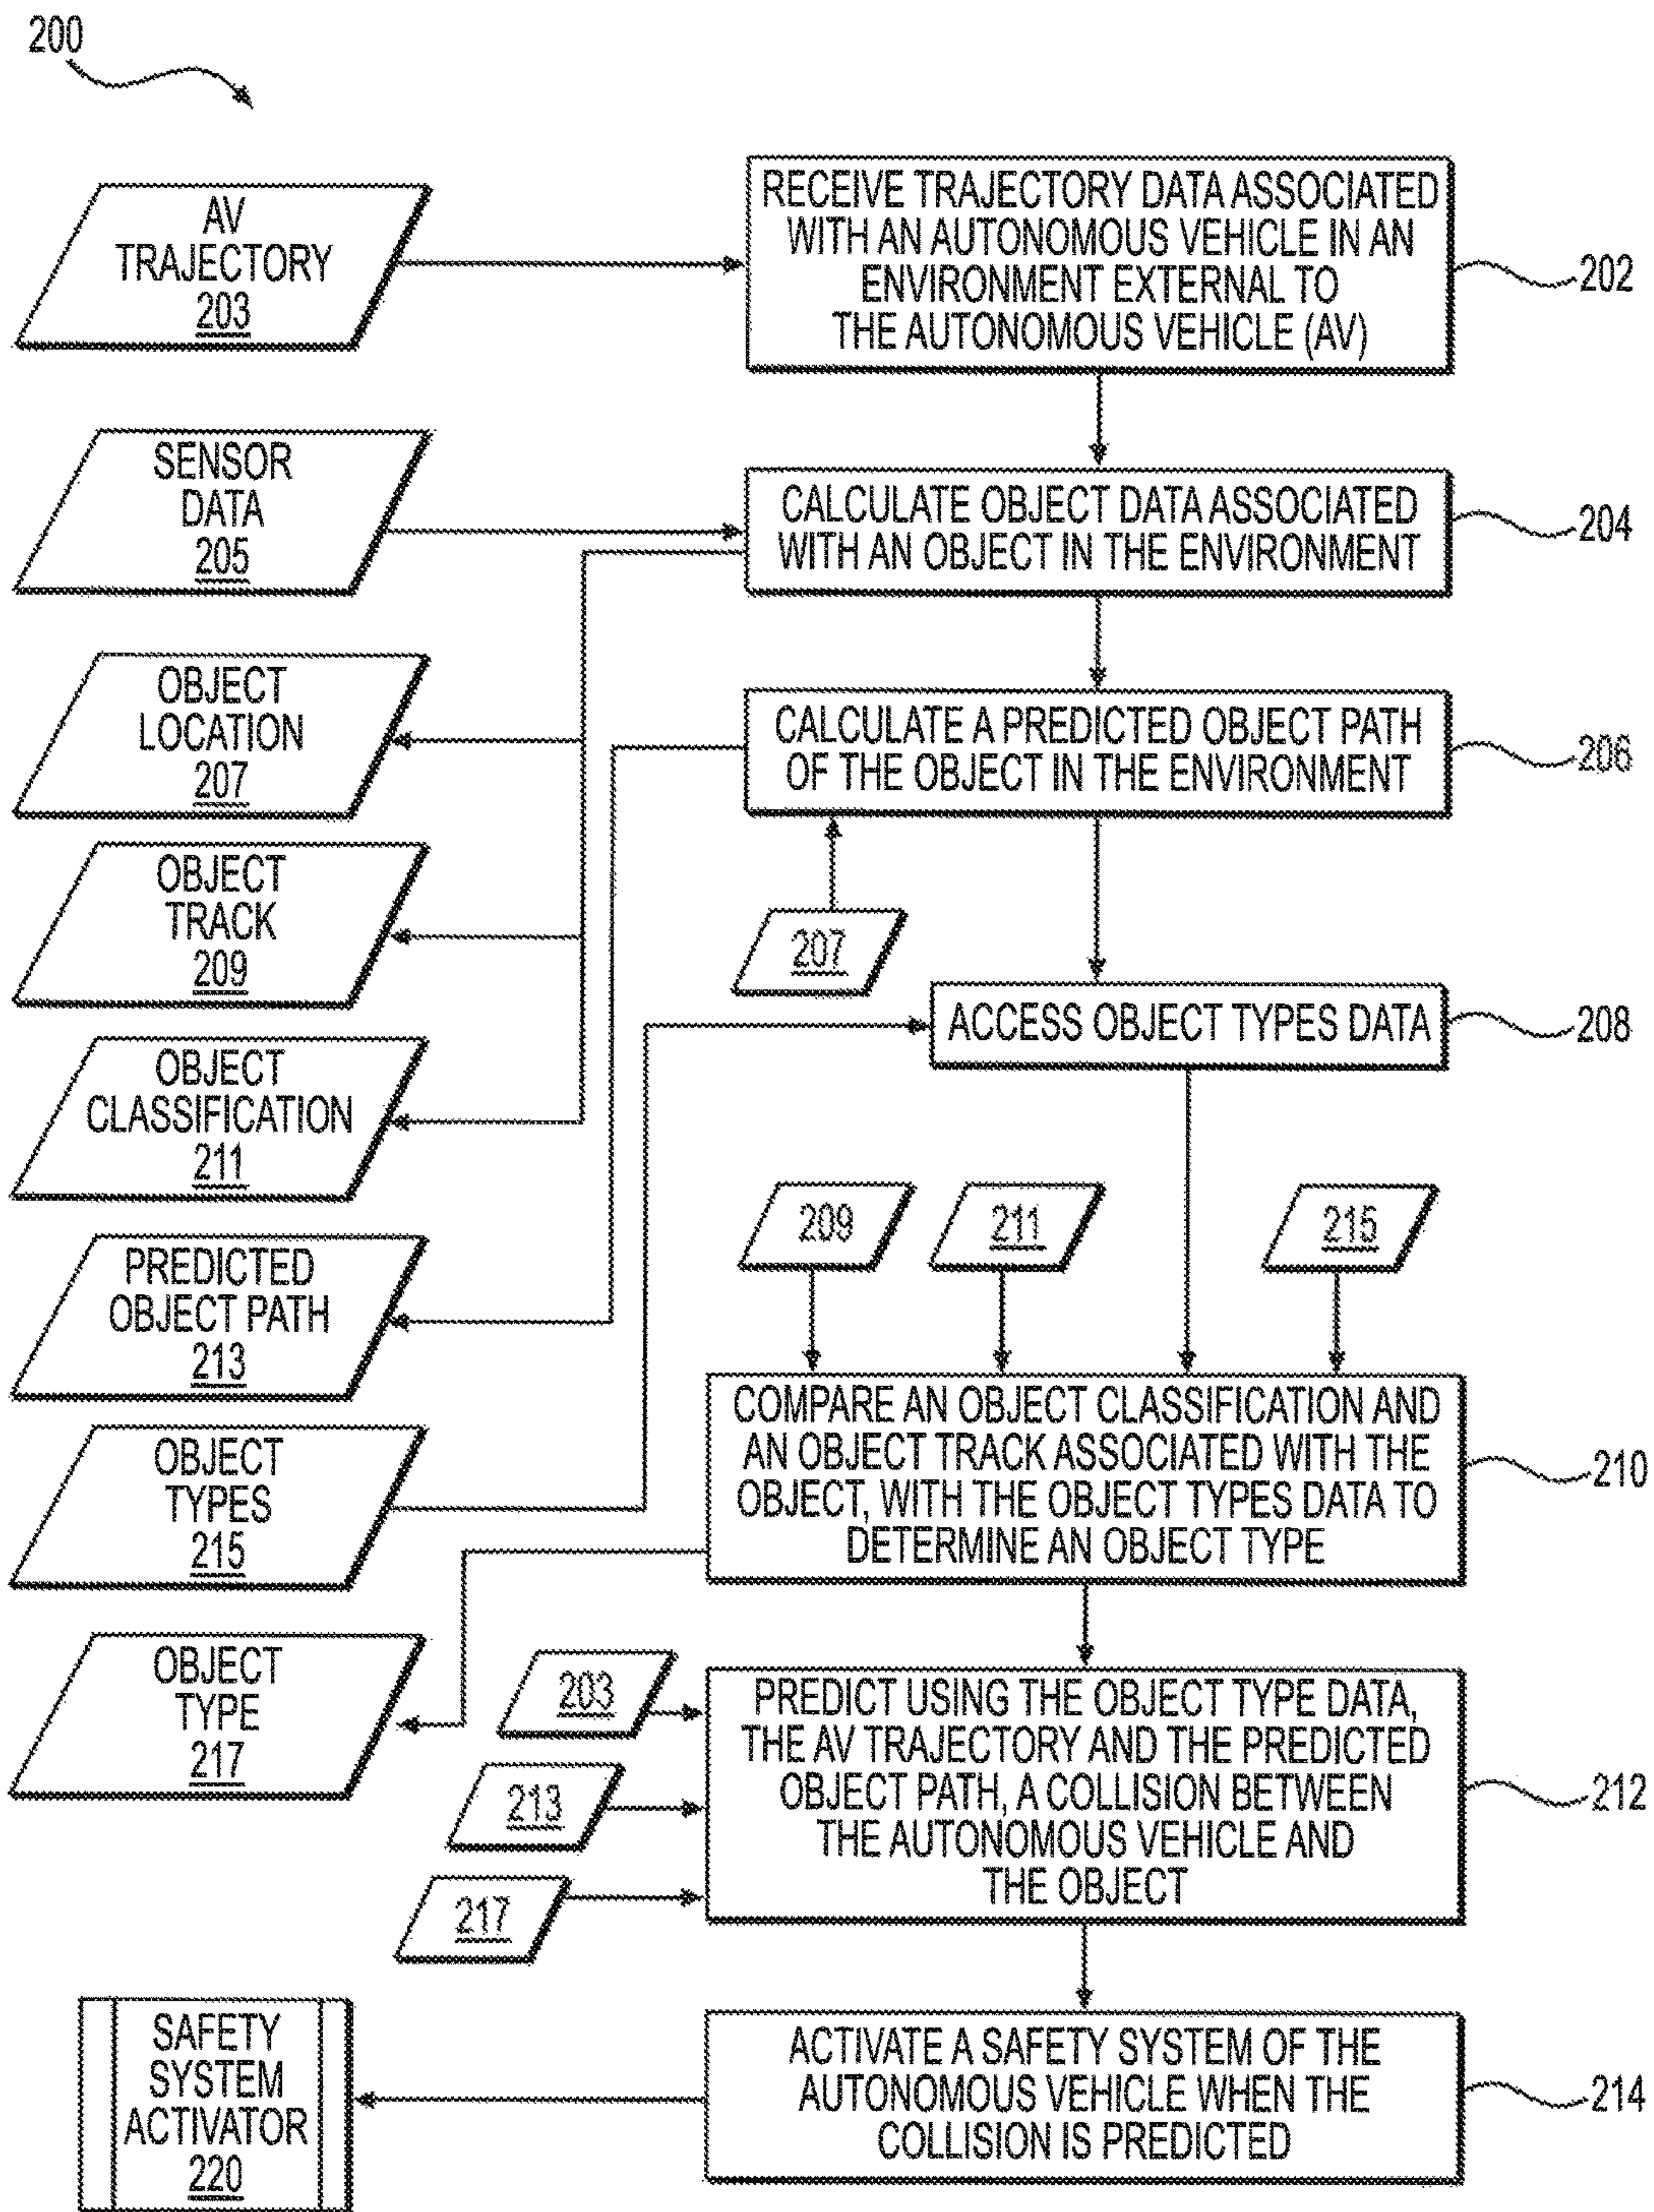 200
AV
TRAJECTORY
203
RECEIVE TRAJECTORY DATA ASSOCIATED
WITH AN AUTONOMOUS VEHICLE IN AN
ENVIRONMENT EXTERNAL TO
THE AUTONOMOUS VEHICLE (AV)
202
SENSOR
DATA
205
CALCULATE OBJECT DATA ASSOCIATED
WITH AN OBJECT IN THE ENVIRONMENT
204
OBJECT
LOCATION
207
CALCULATE A PREDICTED OBJECT PATH
OF THE OBJECT IN THE ENVIRONMENT
206
OBJECT
TRACK
209
207
ACCESS OBJECT TYPES DATA
208
OBJECT
CLASSIFICATION
211
209
211
215
PREDICTED
OBJECT PATH
213
COMPARE AN OBJECT CLASSIFICATION AND
AN OBJECT TRACK ASSOCIATED WITH THE
OBJECT, WITH THE OBJECT TYPES DATA TO
DETERMINE AN OBJECT TYPE
210
OBJECT
TYPES
215
OBJECT
TYPE
217
203
213
217
PREDICT USING THE OBJECT TYPE DATA,
THE AV TRAJECTORY AND THE PREDICTED
OBJECT PATH, A COLLISION BETWEEN
THE AUTONOMOUS VEHICLE AND
THE OBJECT
212
SAFETY
SYSTEM
ACTIVATOR
220
ACTIVATE A SAFETY SYSTEM OF THE
AUTONOMOUS VEHICLE WHEN THE
COLLISION IS PREDICTED
214